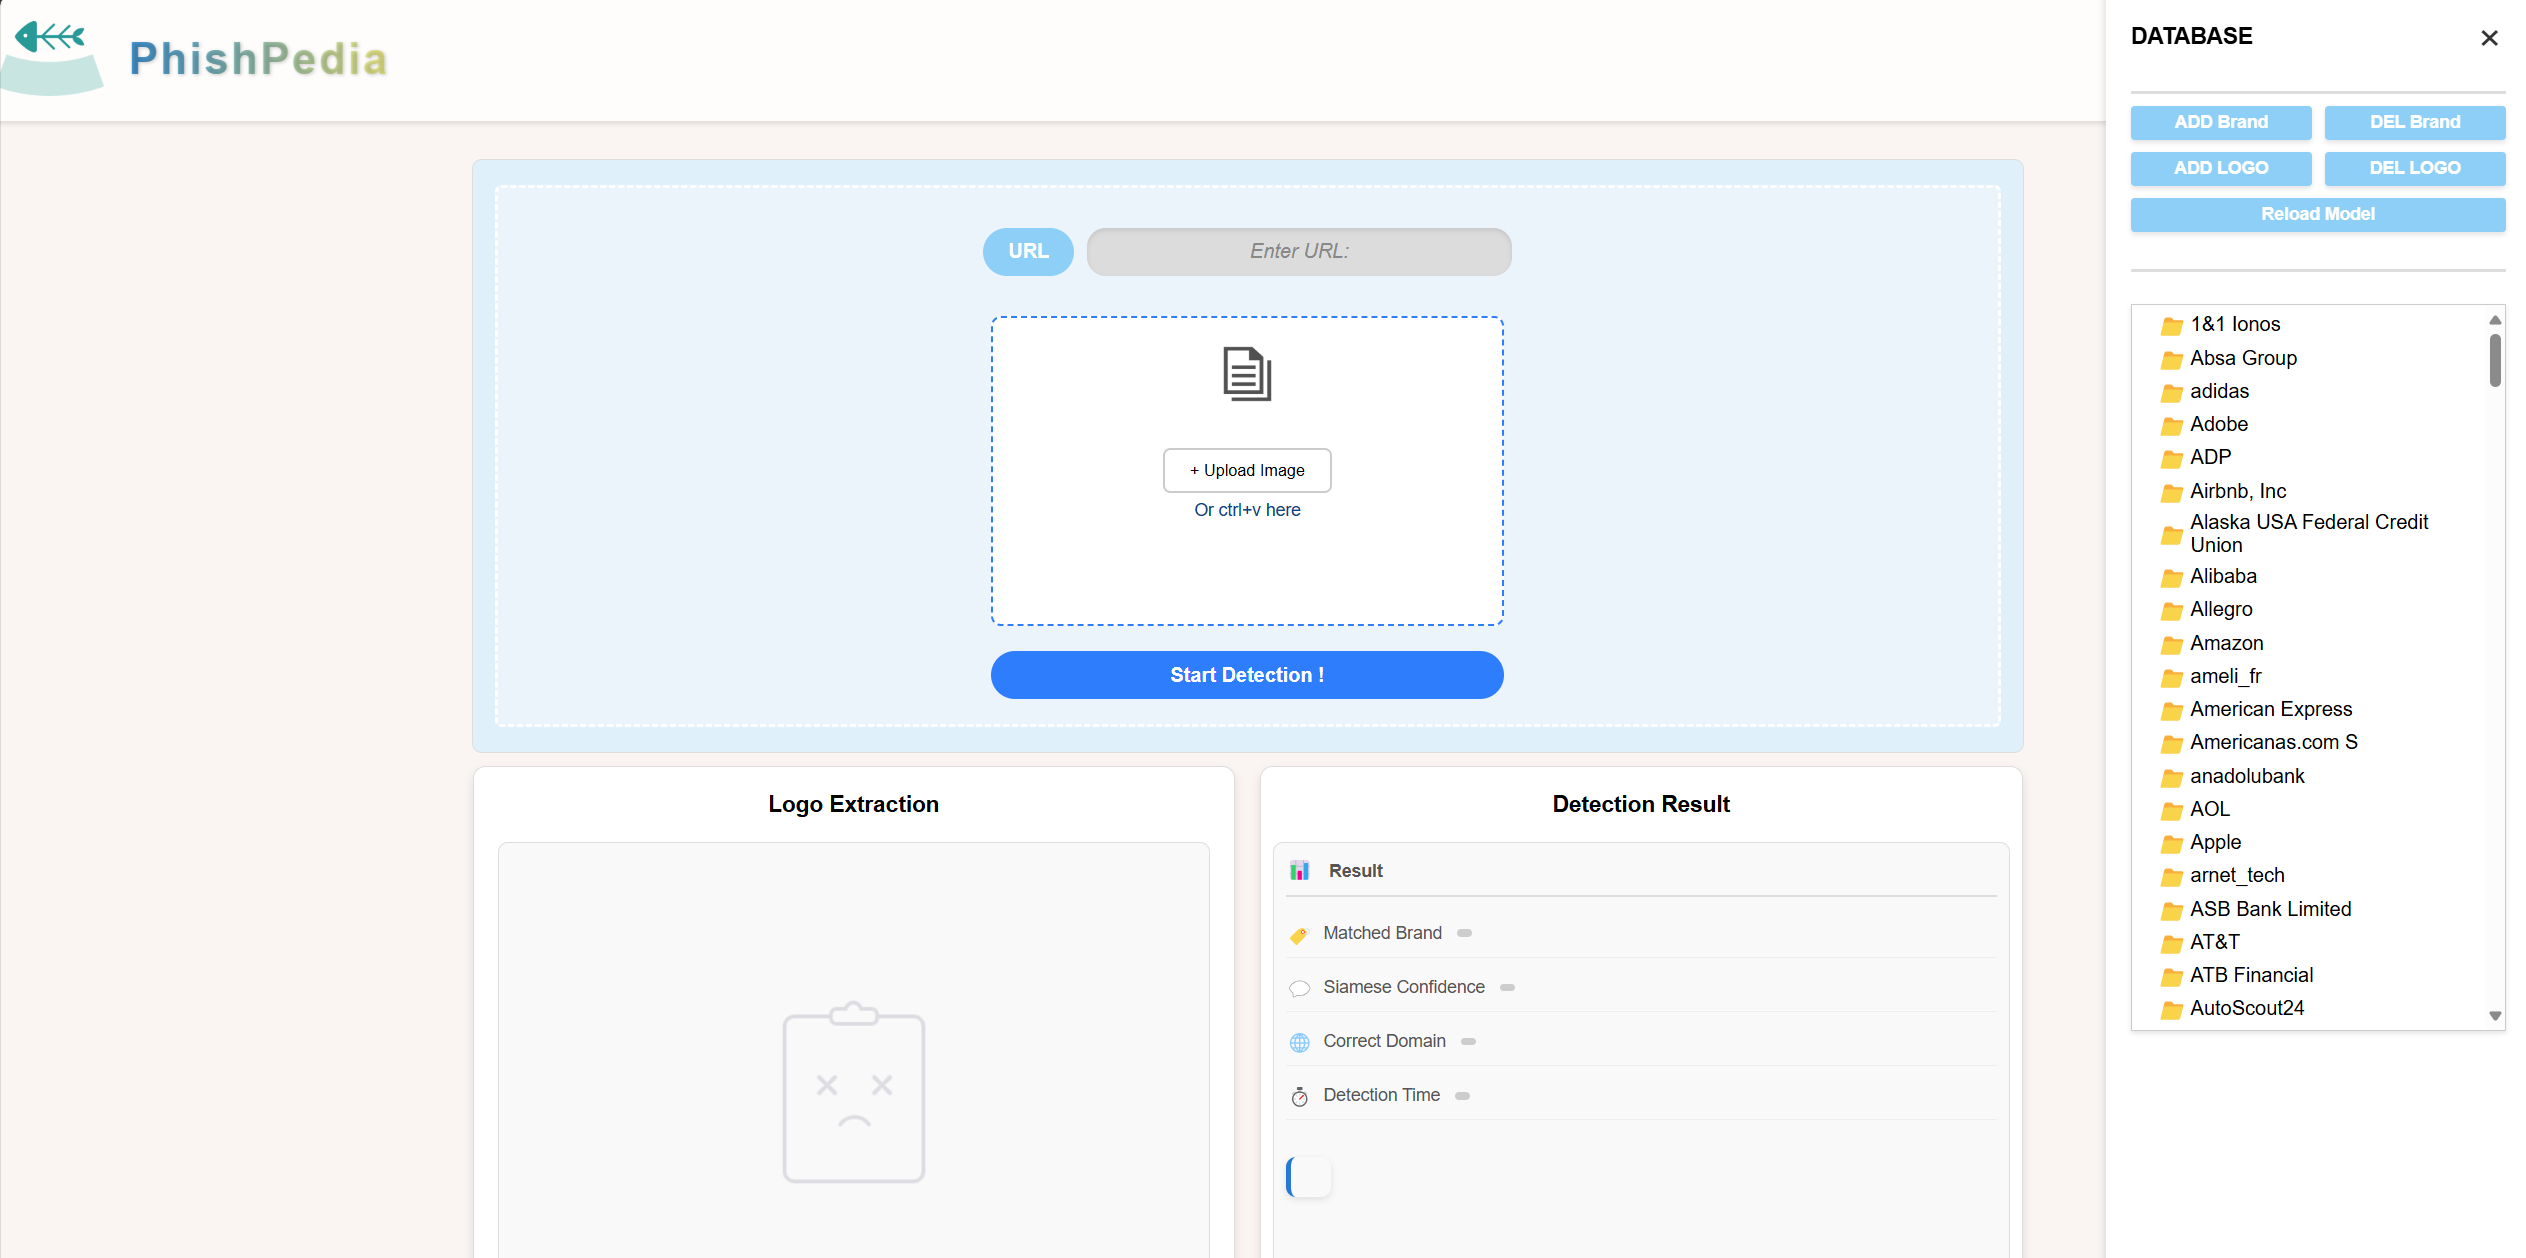 PhishPedia
URL
Enter URL:
+ Upload Image
Or ctrl+v here
Start Detection !
Logo Extraction
Detection Result
Result
Matched Brand
Siamese Confidence
Correct Domain
Detection Time
DATABASE
ADD Brand
DEL Brand
ADD LOGO
DEL LOGO
Reload Model
1&1 Ionos
Absa Group
adidas
Adobe
ADP
Airbnb, Inc
Alaska USA Federal Credit
Union
Alibaba
Allegro
Amazon
ameli_fr
American Express
Americanas.com S
anadolubank
AOL
Apple
arnet_tech
ASB Bank Limited
AT&T
ATB Financial
AutoScout24